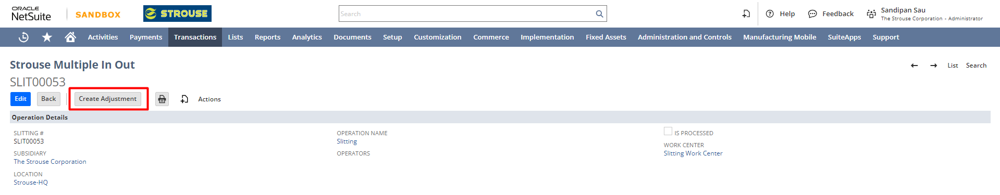 ORACLE
NetSuite
SANDBOX
STROUSE
Search
Help
Feedback
Sandipan Sau
The Strouse Corporation - Administrator
Activities Payments Transactions Lists Reports Analytics Documents Setup Customization Commerce Implementation Fixed Assets Administration and Controls Manufacturing Mobile SuiteApps Support
Strouse Multiple In Out
List Search
SLIT00053
Edit Back Create Adjustment Actions
Operation Details
SLITTING #
SLIT00053
SUBSIDIARY
The Strouse Corporation
LOCATION
Strouse-HQ
OPERATION NAME
Slitting
OPERATORS
IS PROCESSED
WORK CENTER
Slitting Work Center